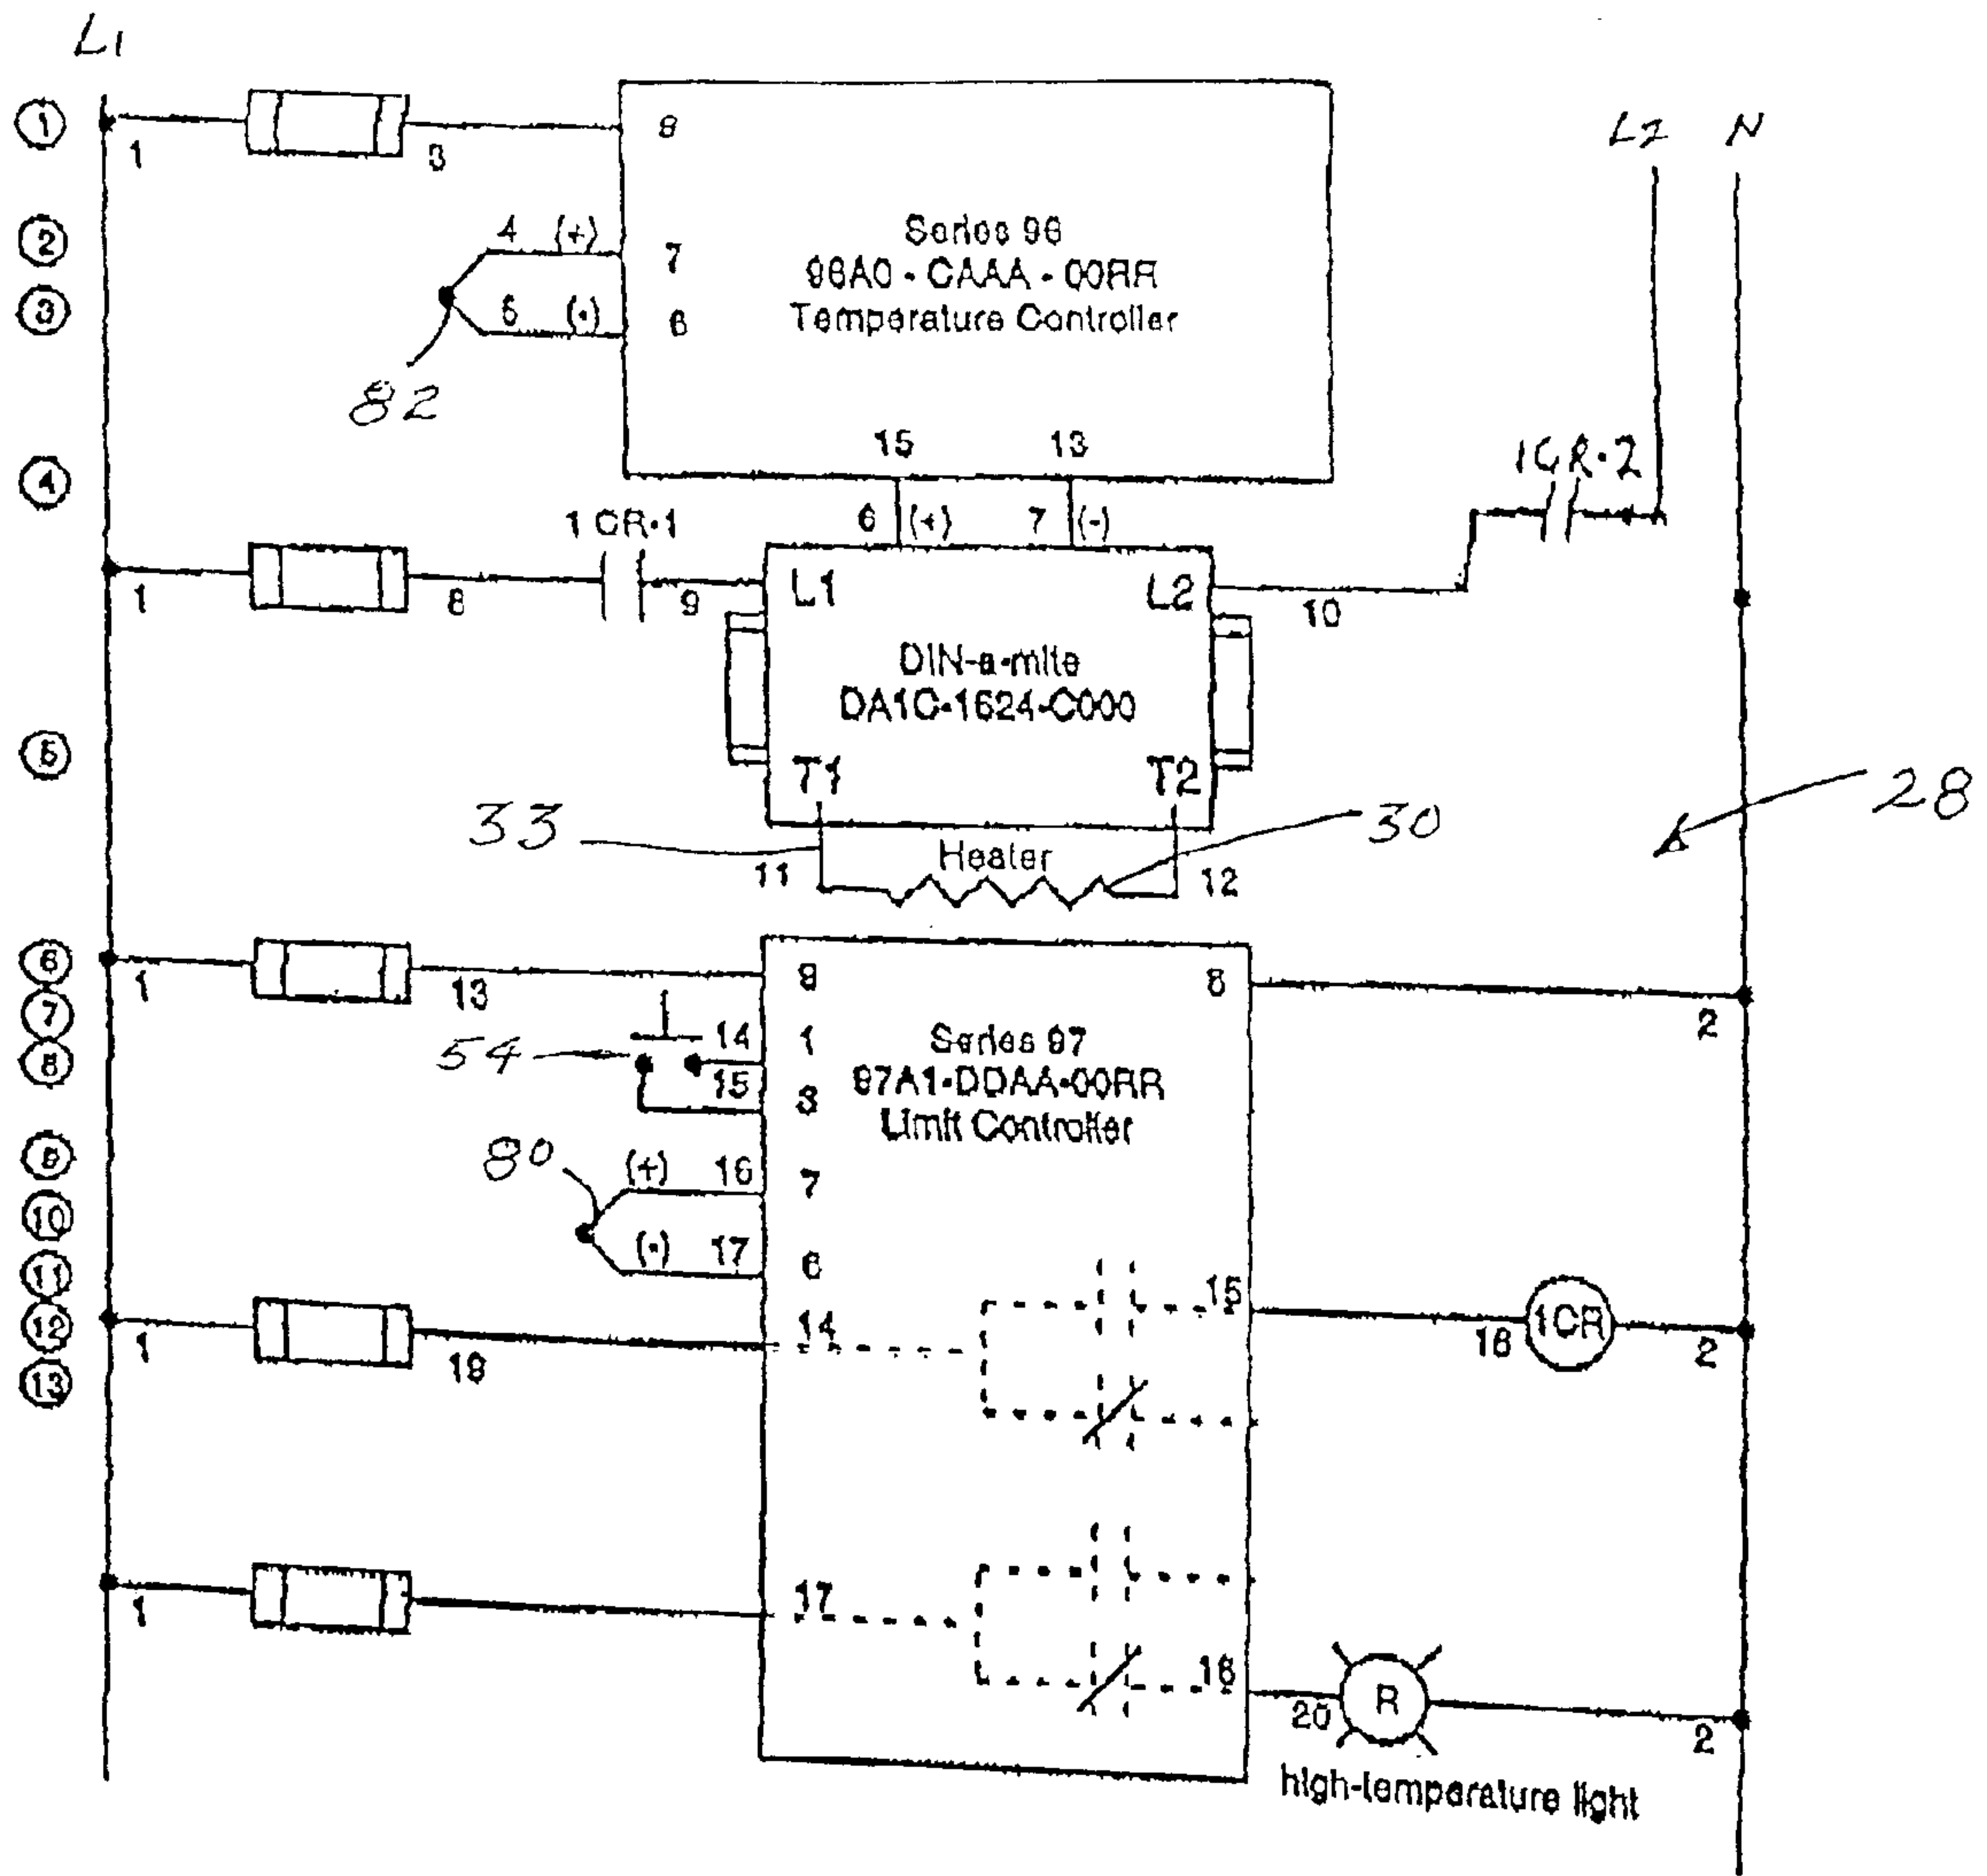 L1
L2 N
1
1 3 9
2
4 (+) 7
Series 96
96A0 - CAAA - 00RR
Temperature Controller
3
5 (-) 6
82
15 13
4
6 (+) 7 (-)
1CR-2
1 CR-1
1 8 9 L1 L2 10
DIN-a-mite
DA1C-1624-C000
5
T1 T2
33 30 28
Heater
11 12
6
1 13 9 8 2
7
14 1
8
54 15 3
Series 97
97A1-DDAA-00RR
Limit Controller
9
80 (+) 16 7
10
(-) 17 6
11
12
1 19 14 15 18 1CR 2
13
1 17
16 20 R 2
high-temperature light